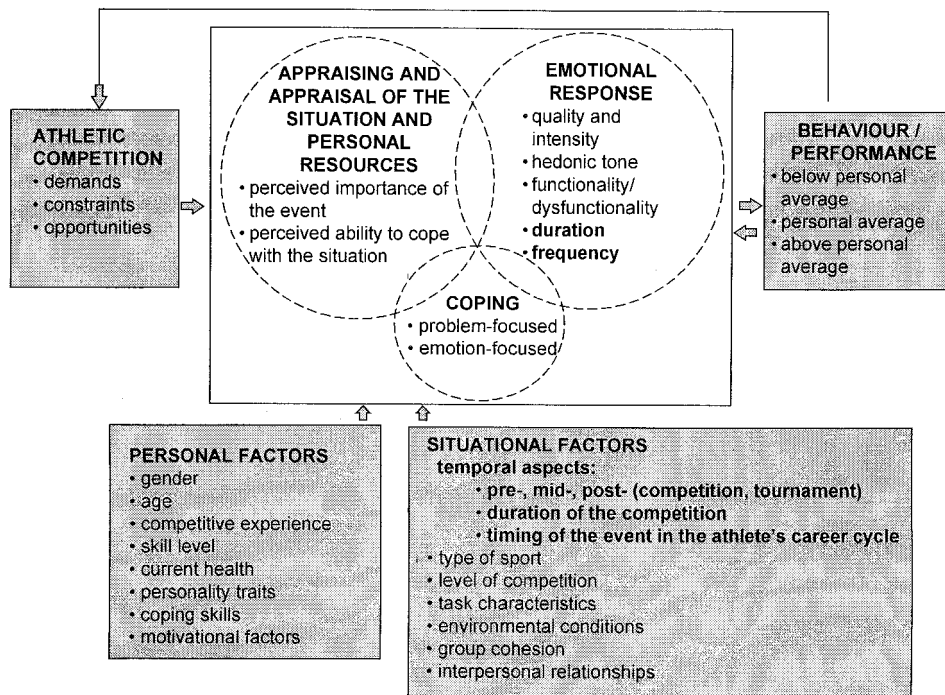 ATHLETIC
COMPETITION
• demands
• constraints
• opportunities
APPRAISING AND
APPRAISAL OF THE
SITUATION AND
PERSONAL
RESOURCES
• perceived importance of
the event
• perceived ability to cope
with the situation
EMOTIONAL
RESPONSE
• quality and
intensity
• hedonic tone
• functionality/
dysfunctionality
• duration
• frequency
COPING
• problem-focused
• emotion-focused
BEHAVIOUR /
PERFORMANCE
• below personal
average
• personal average
• above personal
average
PERSONAL FACTORS
• gender
• age
• competitive experience
• skill level
• current health
• personality traits
• coping skills
• motivational factors
SITUATIONAL FACTORS
temporal aspects:
• pre-, mid-, post- (competition, tournament)
• duration of the competition
• timing of the event in the athlete's career cycle
• type of sport
• level of competition
• task characteristics
• environmental conditions
• group cohesion
• interpersonal relationships